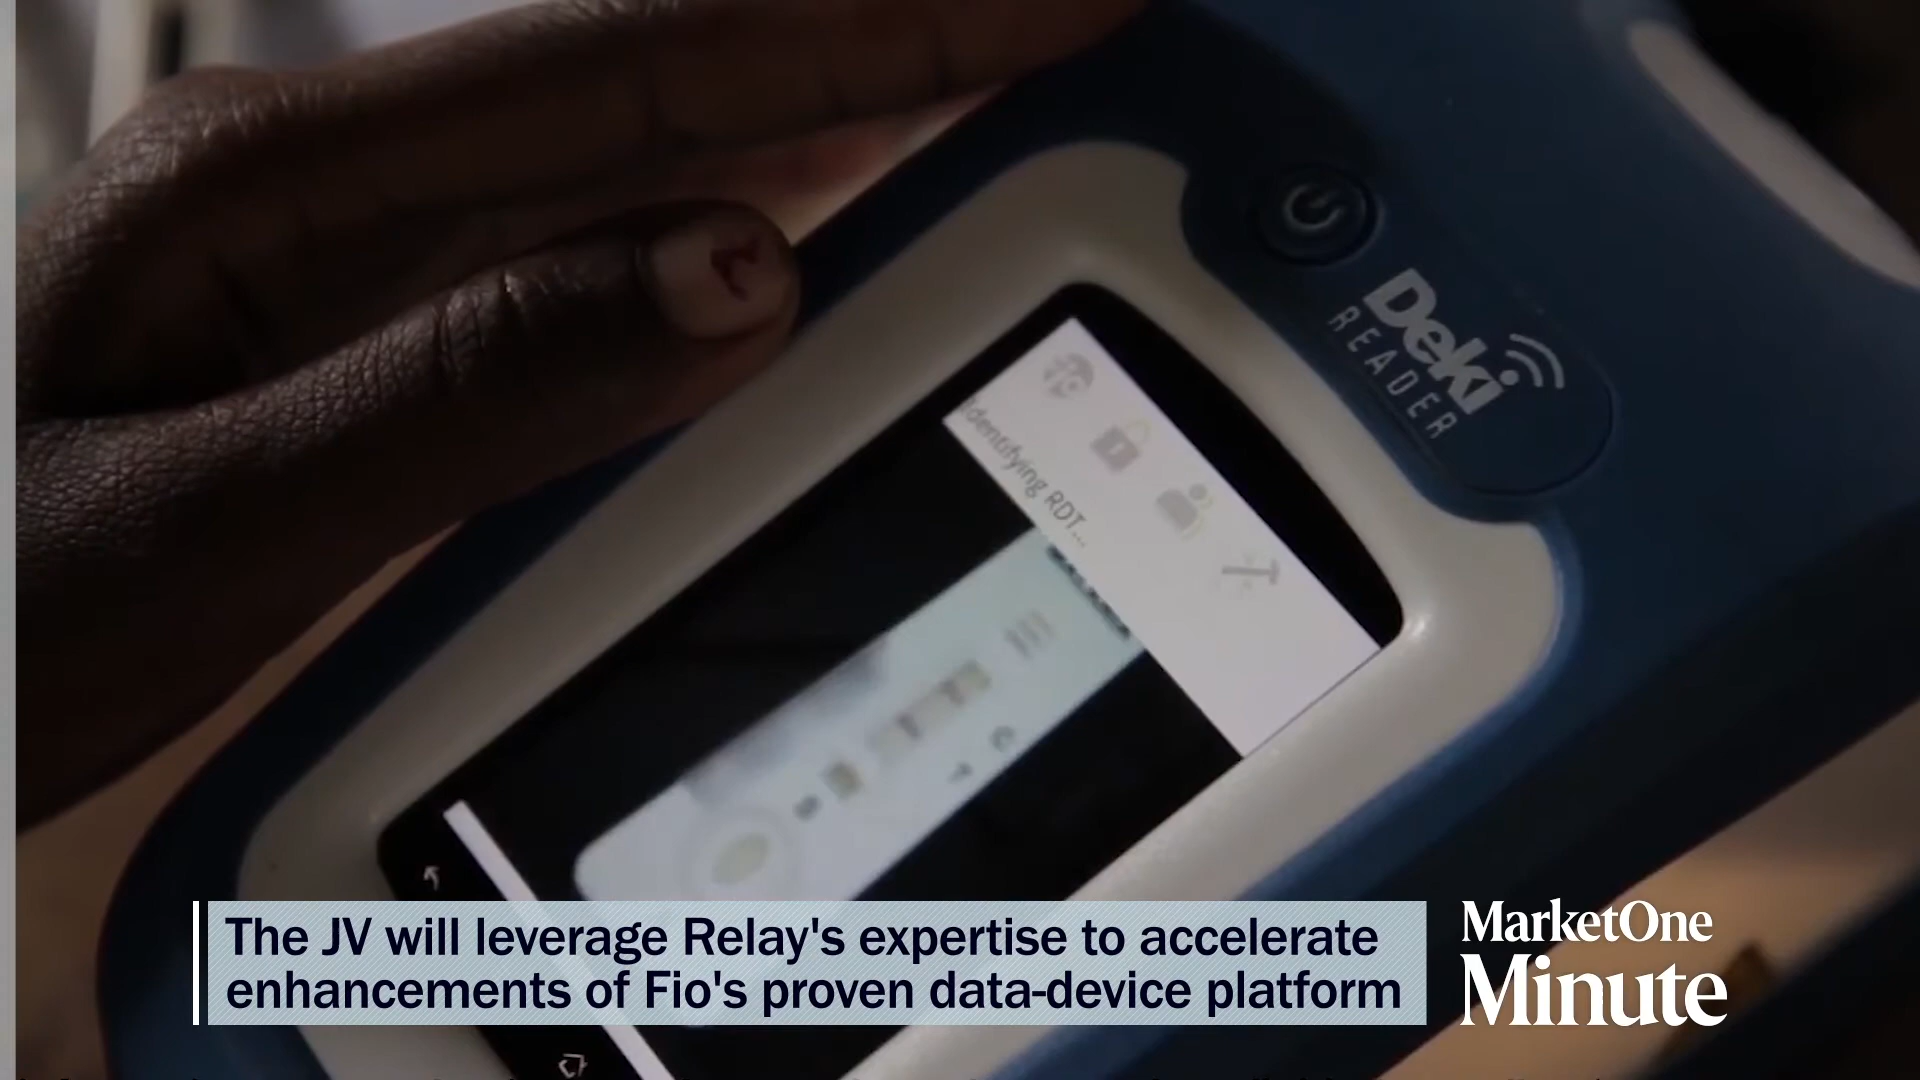 Deki
READER
Identifying RDT...
C
T
The JV will leverage Relay's expertise to accelerate
enhancements of Fio's proven data-device platform
MarketOne
Minute